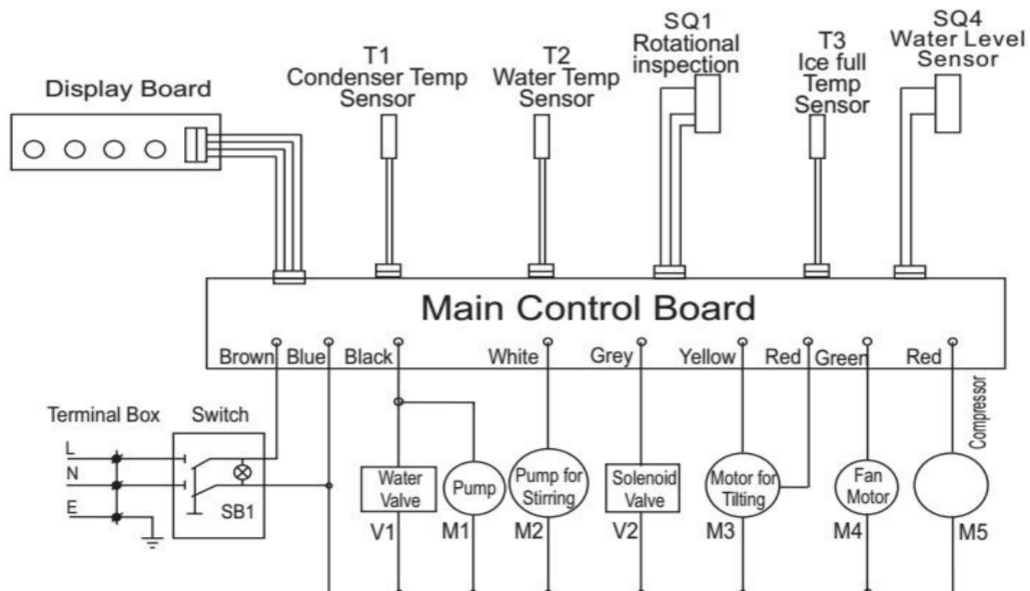 Display Board
T1
Condenser Temp
Sensor
T2
Water Temp
Sensor
SQ1
Rotational
inspection
T3
Ice full
Temp
Sensor
SQ4
Water Level
Sensor
Main Control Board
Brown
Blue
Black
White
Grey
Yellow
Red
Green
Red
Compressor
Terminal Box
Switch
L
N
E
SB1
Water
Valve
V1
Pump
M1
Pump for
Stirring
M2
Solenoid
Valve
V2
Motor for
Tilting
M3
Fan
Motor
M4
M5